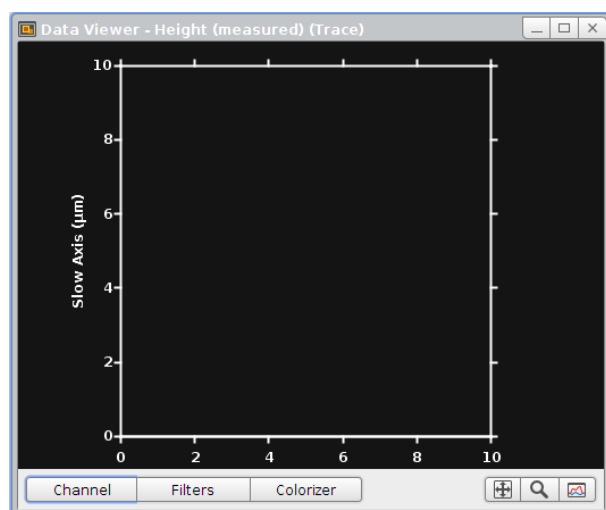 Data Viewer - Height (measured) (Trace)
10
8
6
Slow Axis (μm)
4
2
0
0 2 4 6 8 10
Channel Filters Colorizer